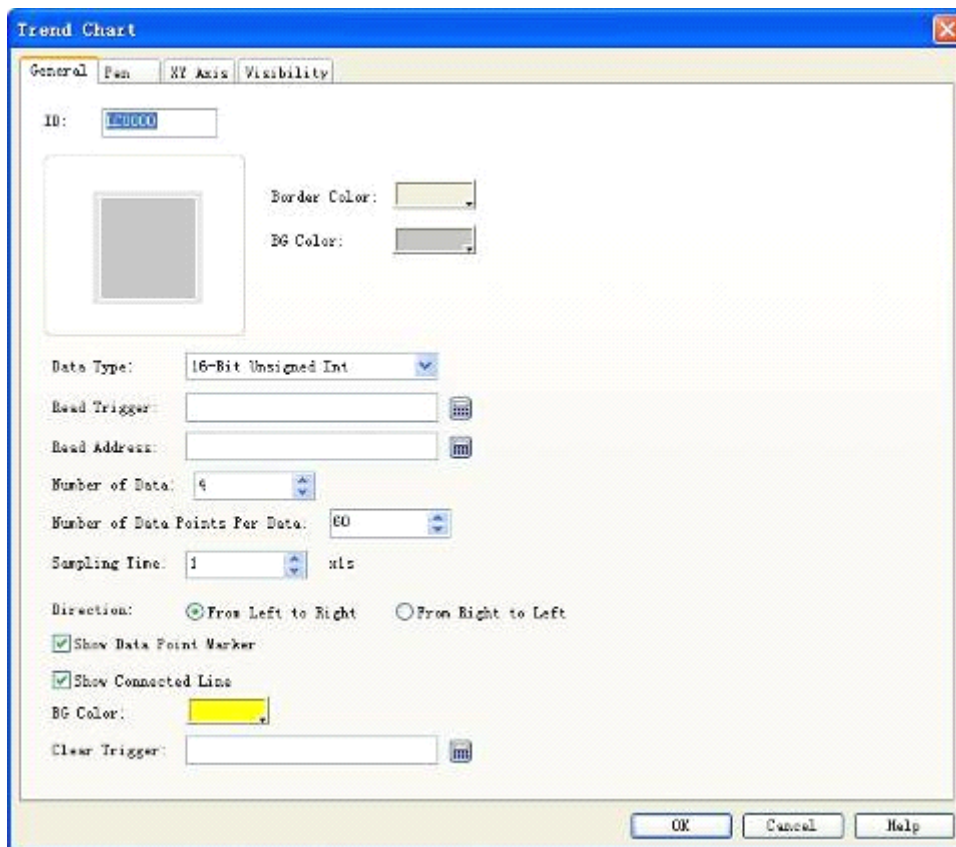 Trend Chart
General Pen XY Axis Visibility
ID:
Border Color:
BG Color:
Data Type: 16-Bit Unsigned Int
Read Trigger:
Read Address:
Number of Data:
Number of Data Points Per Data: 60
Sampling Time: 1 x1s
Direction: From Left to Right From Right to Left
Show Data Point Marker
Show Connected Line
BG Color:
Clear Trigger:
OK Cancel Help